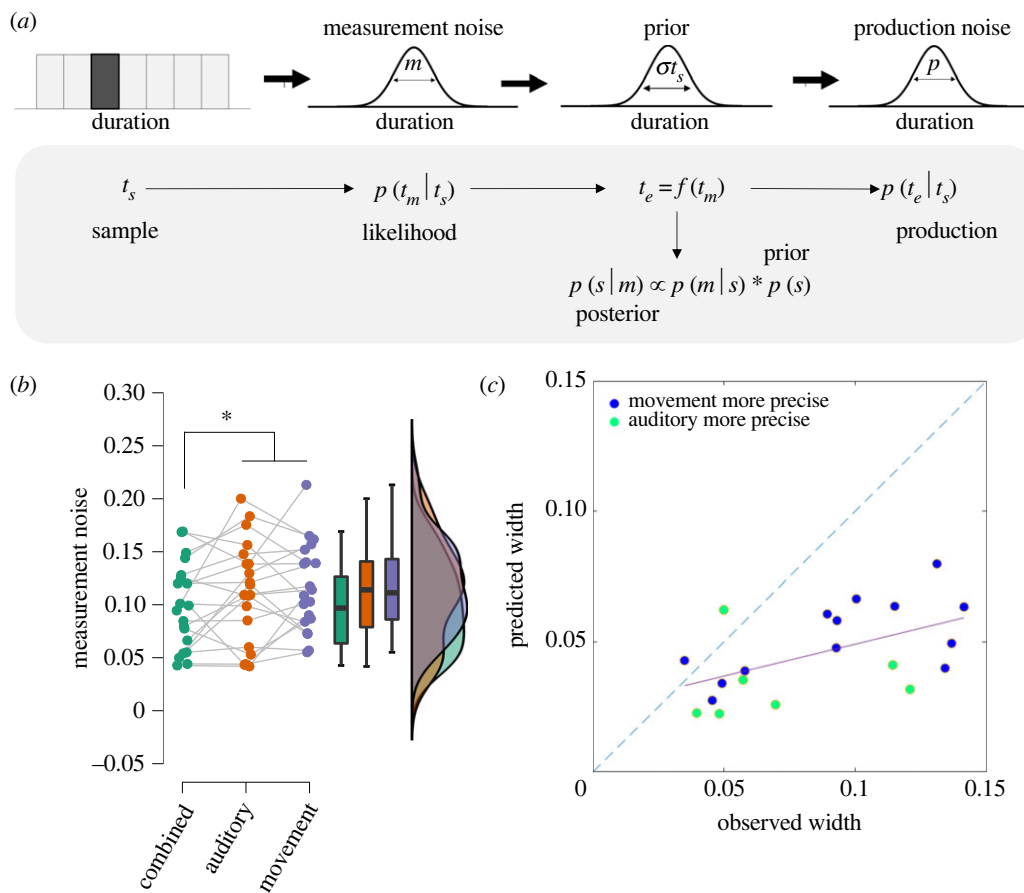 (a)
measurement noise
prior
production noise
m
σt_s
p
duration
duration
duration
duration
t_s
p (t_m | t_s)
t_e = f (t_m)
p (t_e | t_s)
sample
likelihood
production
prior
p (s | m) ∝ p (m | s) * p (s)
posterior
(b)
0.30
0.25
0.20
0.15
0.10
0.05
0
–0.05
measurement noise
*
combined
auditory
movement
(c)
0.15
0.10
0.05
0
0.05
0.1
0.15
predicted width
observed width
movement more precise
auditory more precise